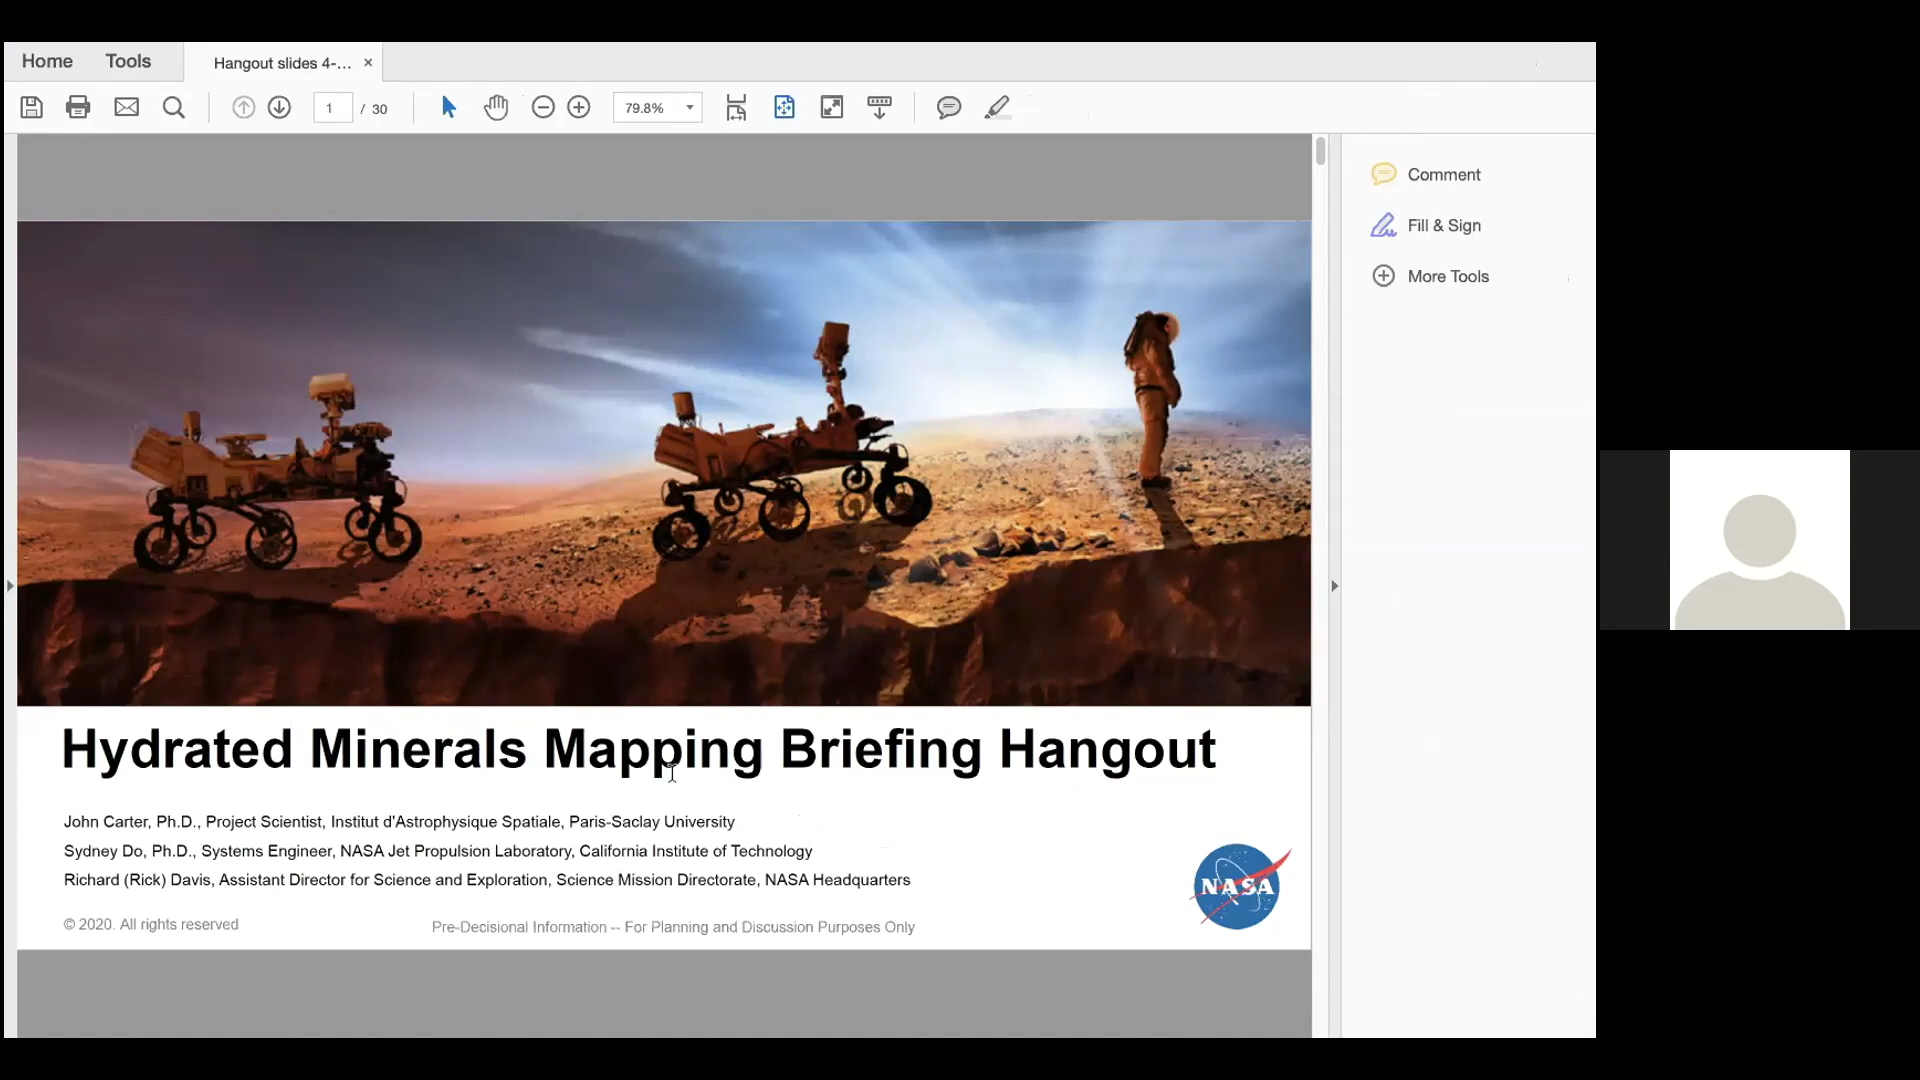 Home Tools Hangout slides 4-... ×
1 / 30 79.8%
Comment
Fill & Sign
More Tools
Hydrated Minerals Mapping Briefing Hangout
John Carter, Ph.D., Project Scientist, Institut d'Astrophysique Spatiale, Paris-Saclay University
Sydney Do, Ph.D., Systems Engineer, NASA Jet Propulsion Laboratory, California Institute of Technology
Richard (Rick) Davis, Assistant Director for Science and Exploration, Science Mission Directorate, NASA Headquarters
NASA
© 2020. All rights reserved
Pre-Decisional Information -- For Planning and Discussion Purposes Only